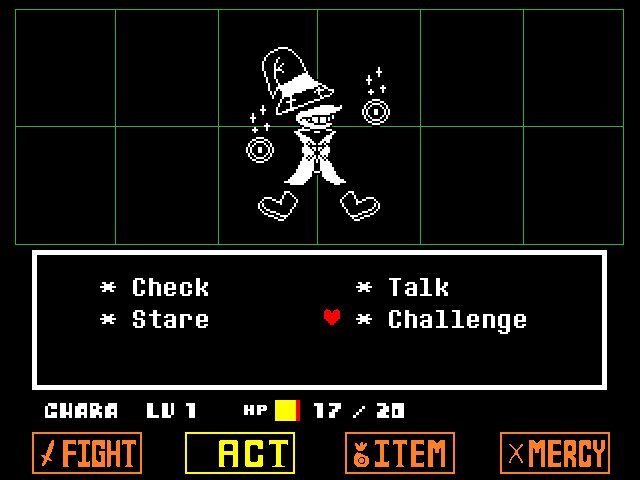 * Check * Talk
* Stare * Challenge
CHARA LV 1 HP 17 / 20
FIGHT ACT ITEM MERCY